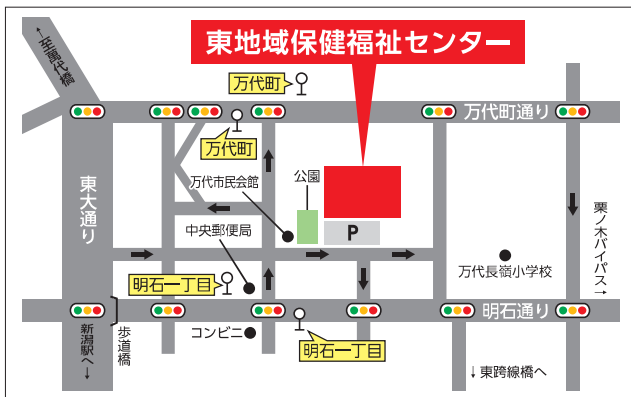 東地域保健福祉センター
←至萬代橋
万代町
万代町通り
万代町
万代市民会館
公園
東大通り
中央郵便局
P
栗ノ木バイパス→
万代長嶺小学校
明石一丁目
明石通り
新潟駅へ↓
歩道橋
コンビニ
明石一丁目
↓東跨線橋へ